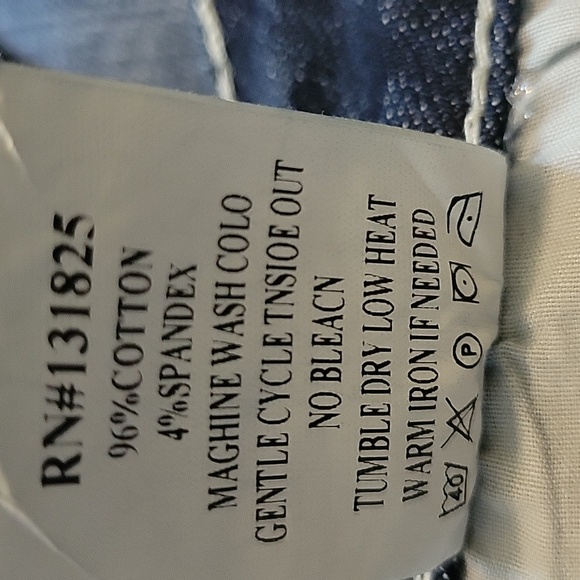 RN#131825
96%COTTON
4%SPANDEX
MAGHINE WASH COLO
GENTLE CYCLE TNSIOE OUT
NO BLEACN
TUMBLE DRY LOW HEAT
WARM IRON IF NEEDED
40 P